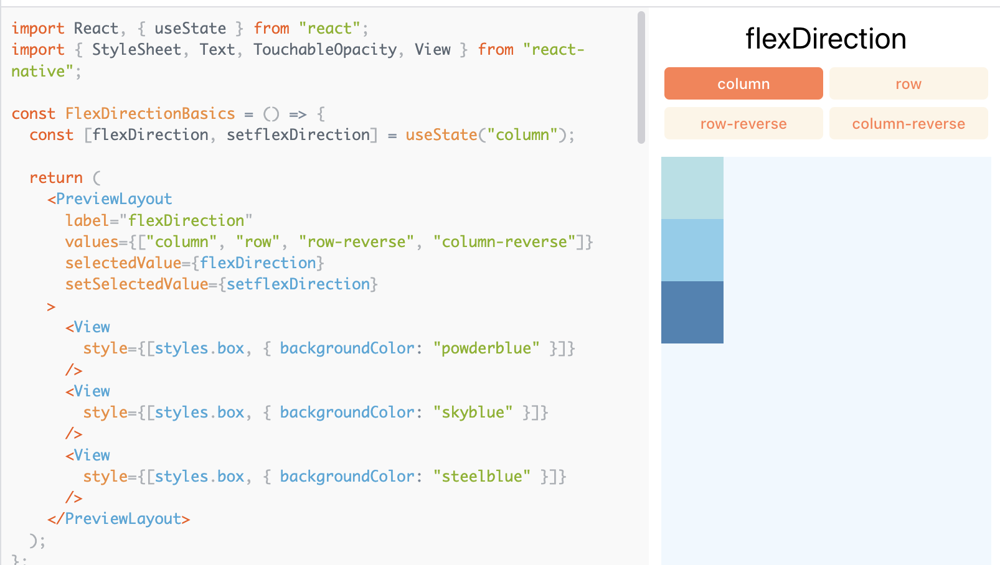 import React, { useState } from "react";
import { StyleSheet, Text, TouchableOpacity, View } from "react-
native";
const FlexDirectionBasics = () => {
const [flexDirection, setflexDirection] = useState("column");
return (
<PreviewLayout
label="flexDirection"
values={["column", "row", "row-reverse", "column-reverse"]}
selectedValue={flexDirection}
setSelectedValue={setflexDirection}
>
<View
style={[styles.box, { backgroundColor: "powderblue" }]}
/>
<View
style={[styles.box, { backgroundColor: "skyblue" }]}
/>
<View
style={[styles.box, { backgroundColor: "steelblue" }]}
/>
</PreviewLayout>
);
};
flexDirection
column
row
row-reverse
column-reverse